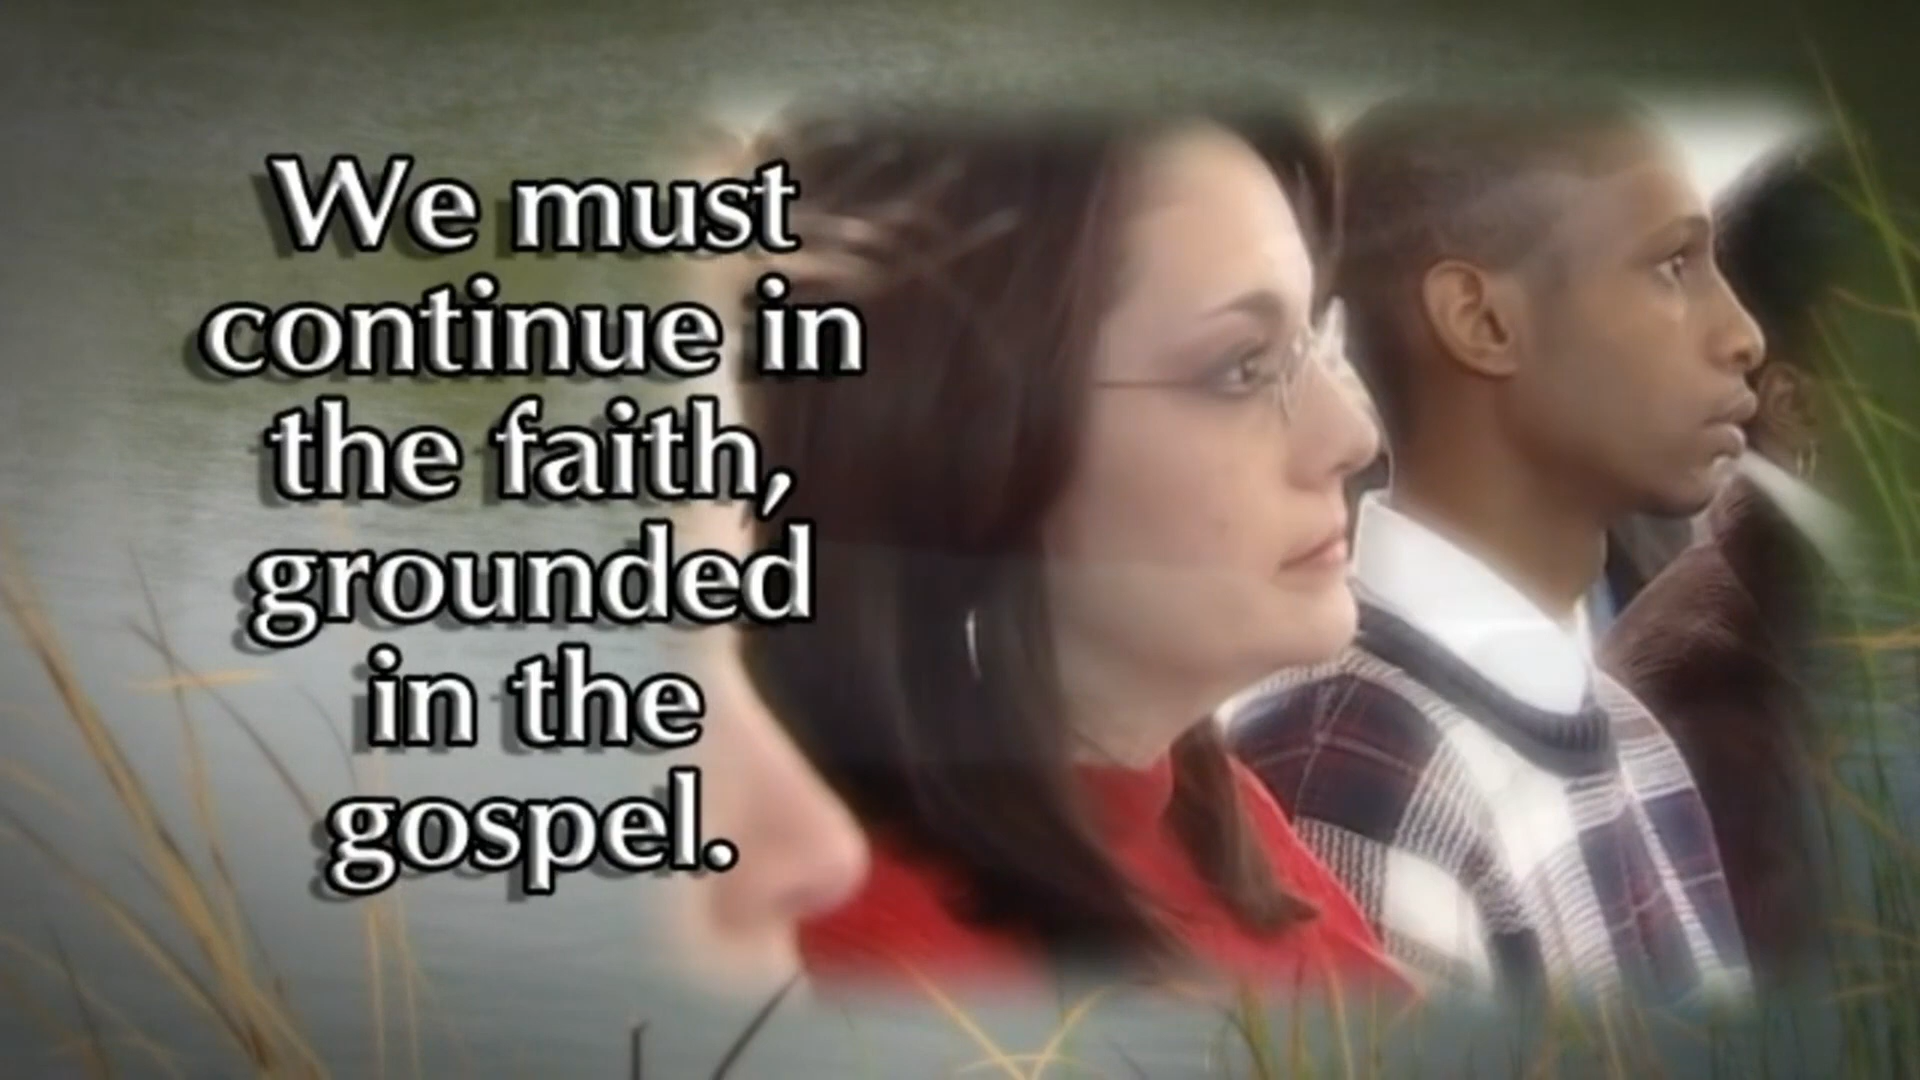 We must
continue in
the faith,
grounded
in the
gospel.